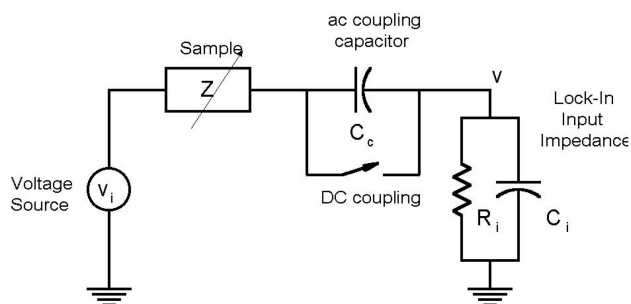 ac coupling
capacitor
Sample
Z
v
C c
Lock-In
Input
Impedance
Voltage
Source
v i
DC coupling
R i
C i